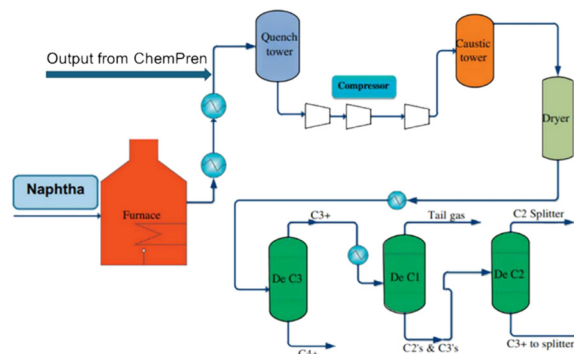 Output from ChemPren
Quench
tower
Caustic
tower
Compressor
Dryer
Naphtha
Furnace
C3+
Tail gas
C2 Splitter
De C3
De C1
De C2
C4+
C2's & C3's
C3+ to splitter